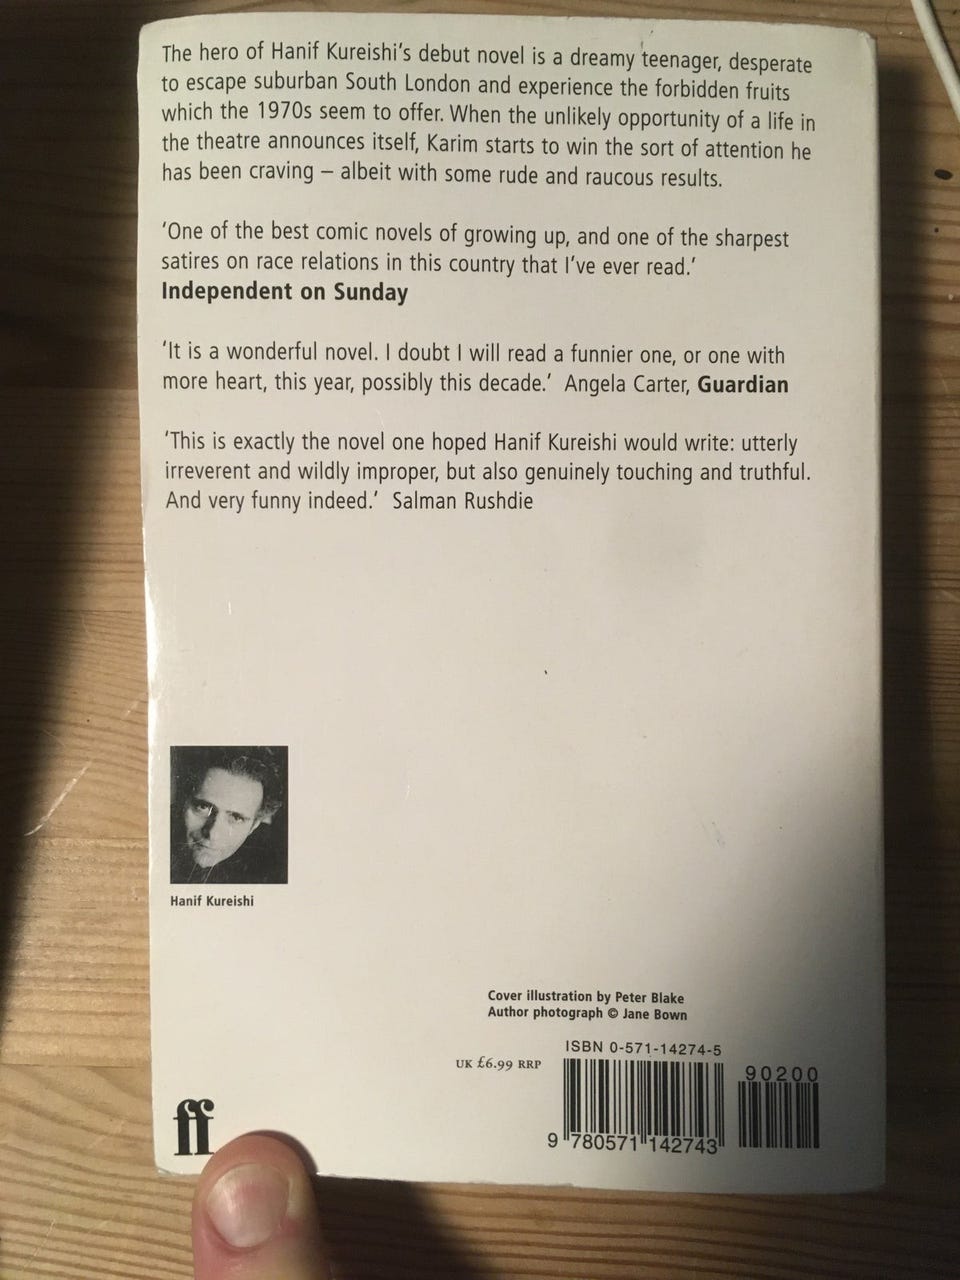 The hero of Hanif Kureishi's debut novel is a dreamy teenager, desperate
to escape suburban South London and experience the forbidden fruits
which the 1970s seem to offer. When the unlikely opportunity of a life in
the theatre announces itself, Karim starts to win the sort of attention he
has been craving – albeit with some rude and raucous results.
'One of the best comic novels of growing up, and one of the sharpest
satires on race relations in this country that I've ever read.'
Independent on Sunday
'It is a wonderful novel. I doubt I will read a funnier one, or one with
more heart, this year, possibly this decade.' Angela Carter, Guardian
'This is exactly the novel one hoped Hanif Kureishi would write: utterly
irreverent and wildly improper, but also genuinely touching and truthful.
And very funny indeed.' Salman Rushdie
Hanif Kureishi
Cover illustration by Peter Blake
Author photograph © Jane Bown
ISBN 0-571-14274-5
UK £6.99 RRP
90200
9 780571 142743
ff